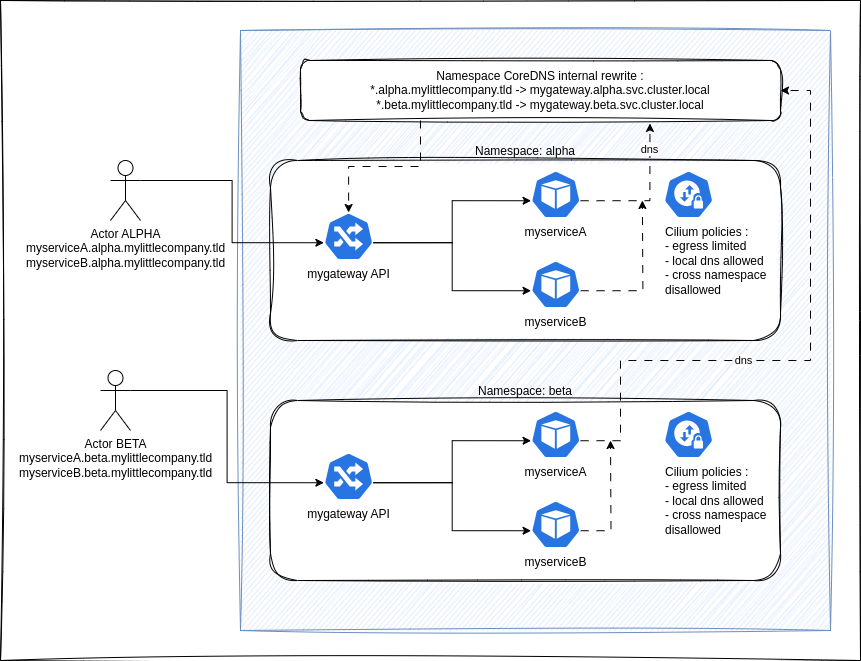 Namespace CoreDNS internal rewrite :
*.alpha.mylittlecompany.tld -> mygateway.alpha.svc.cluster.local
*.beta.mylittlecompany.tld -> mygateway.beta.svc.cluster.local
dns
Namespace: alpha
Actor ALPHA
myserviceA.alpha.mylittlecompany.tld
myserviceB.alpha.mylittlecompany.tld
mygateway API
myserviceA
myserviceB
Cilium policies :
- egress limited
- local dns allowed
- cross namespace
disallowed
dns
Namespace: beta
Actor BETA
myserviceA.beta.mylittlecompany.tld
myserviceB.beta.mylittlecompany.tld
mygateway API
myserviceA
myserviceB
Cilium policies :
- egress limited
- local dns allowed
- cross namespace
disallowed